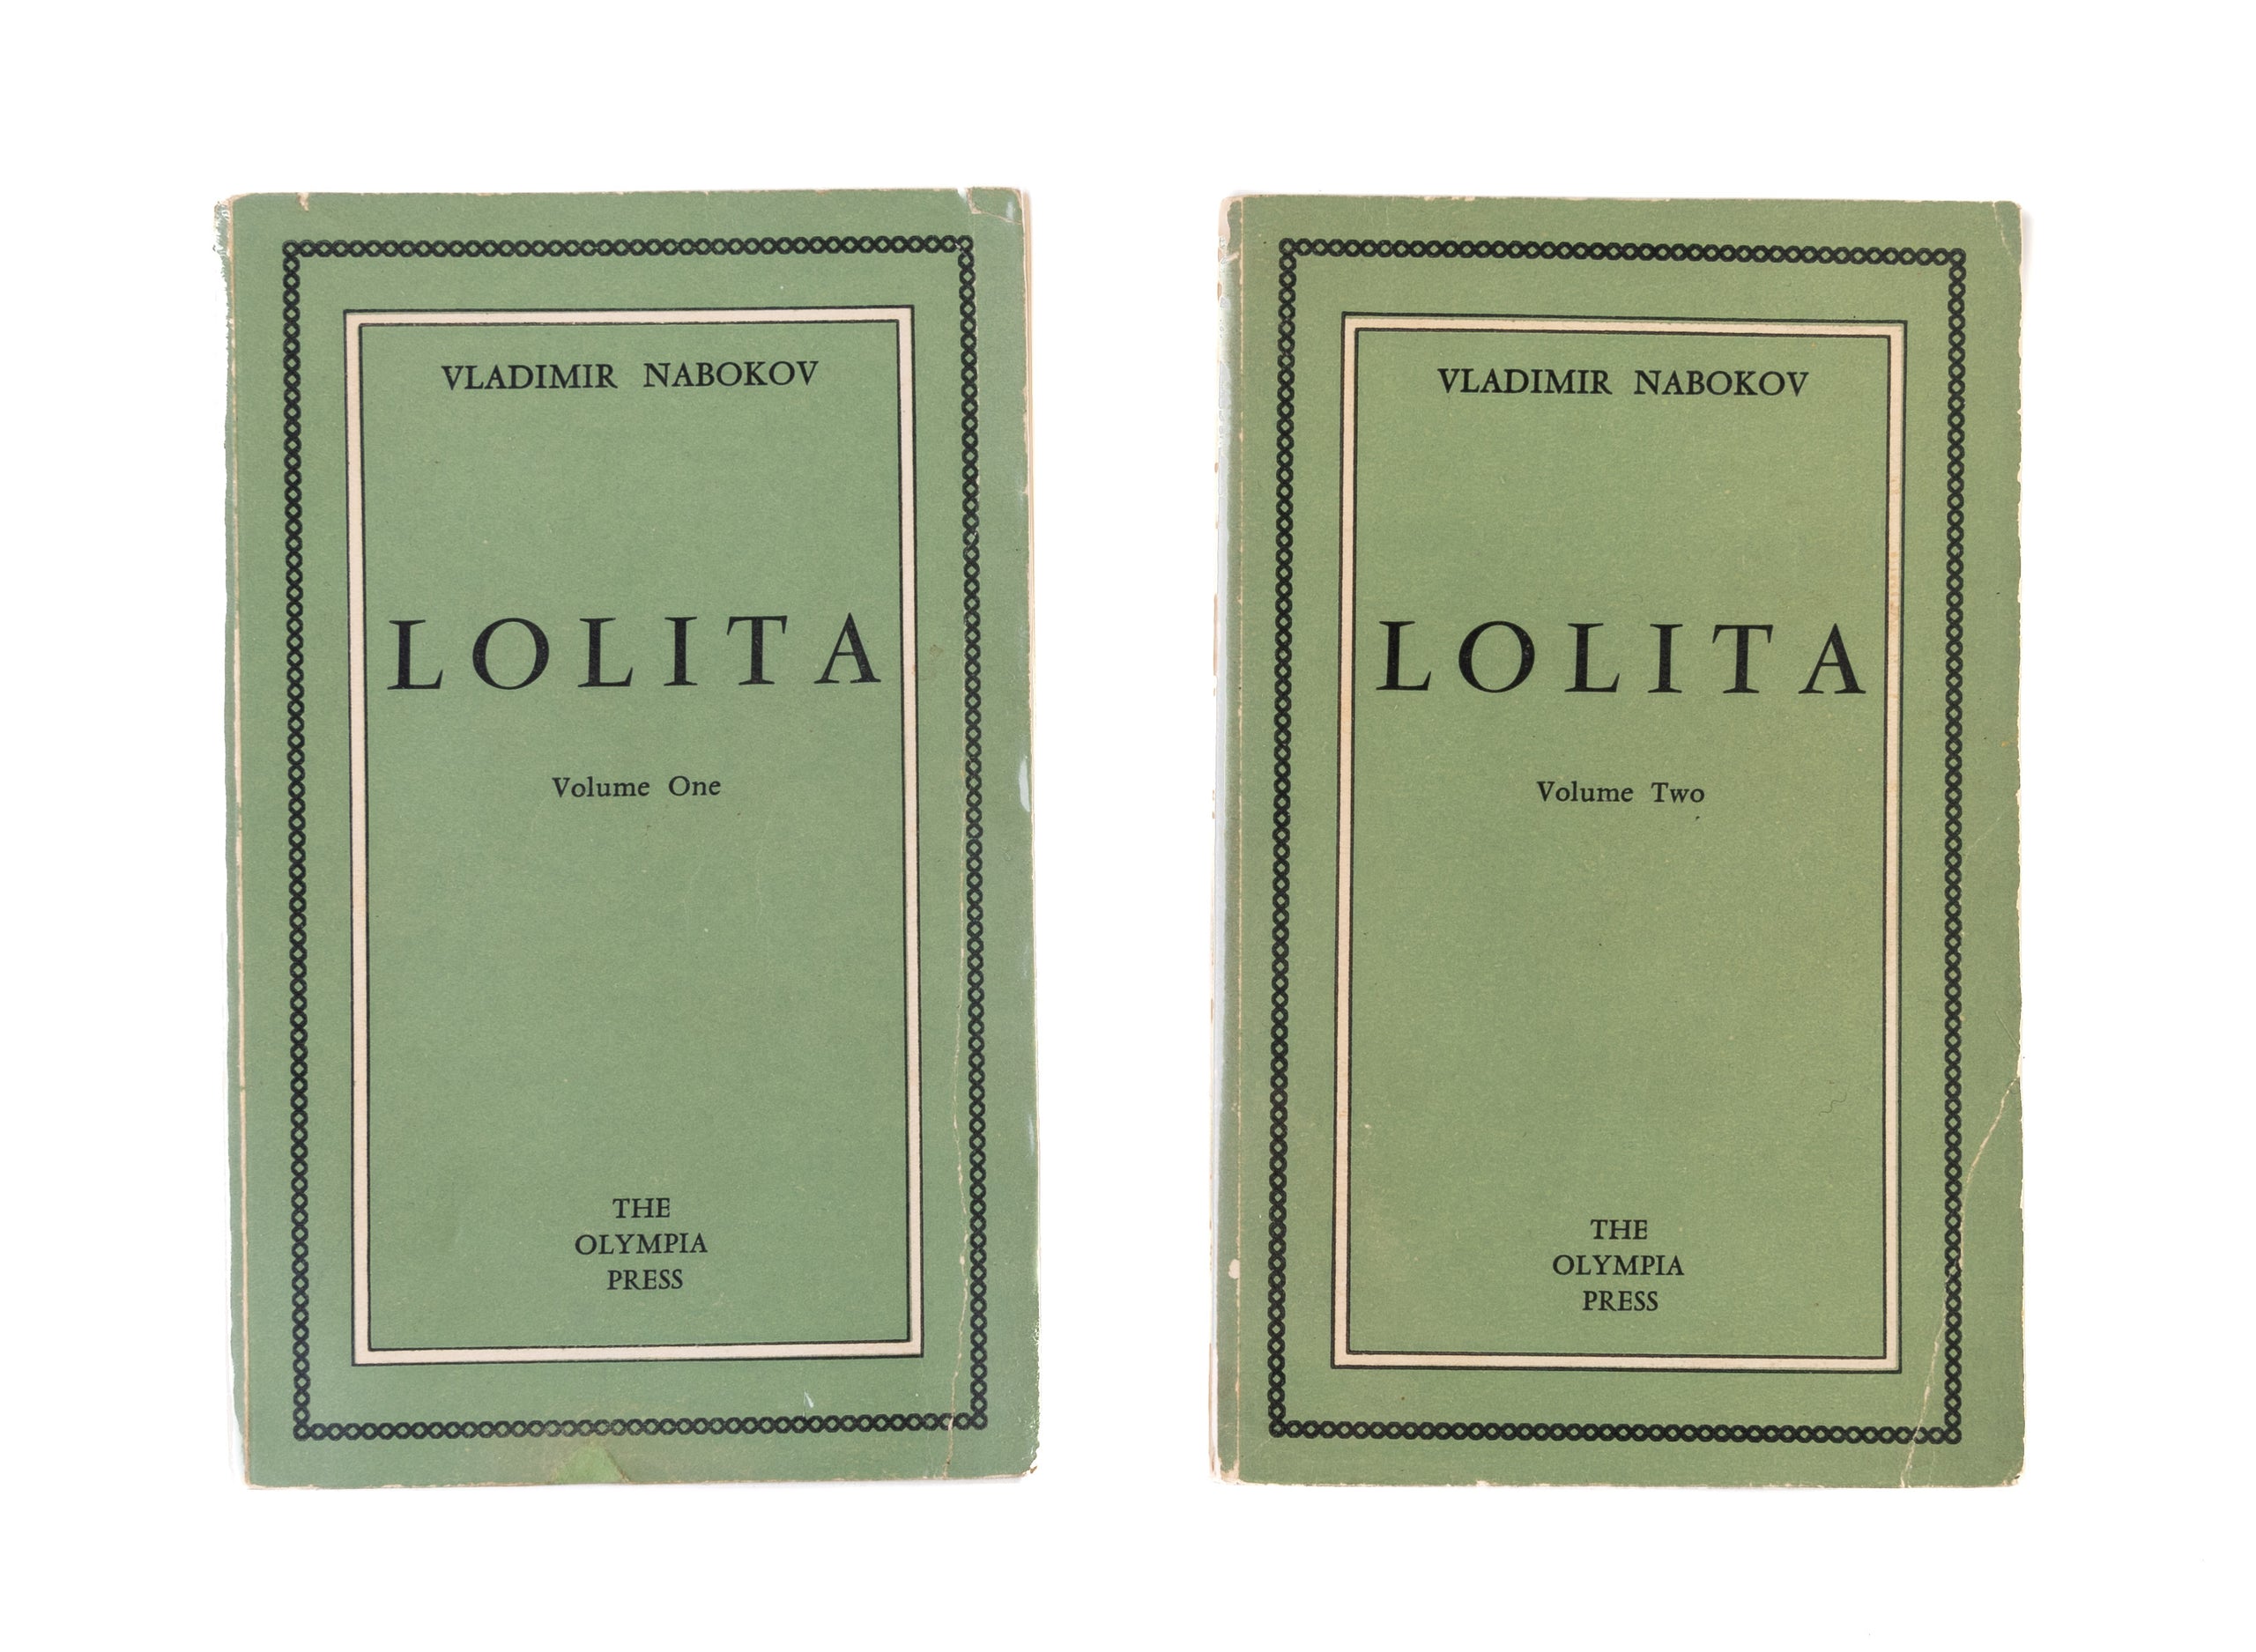 VLADIMIR NABOKOV
LOLITA
Volume One
THE
OLYMPIA
PRESS
VLADIMIR NABOKOV
LOLITA
Volume Two
THE
OLYMPIA
PRESS